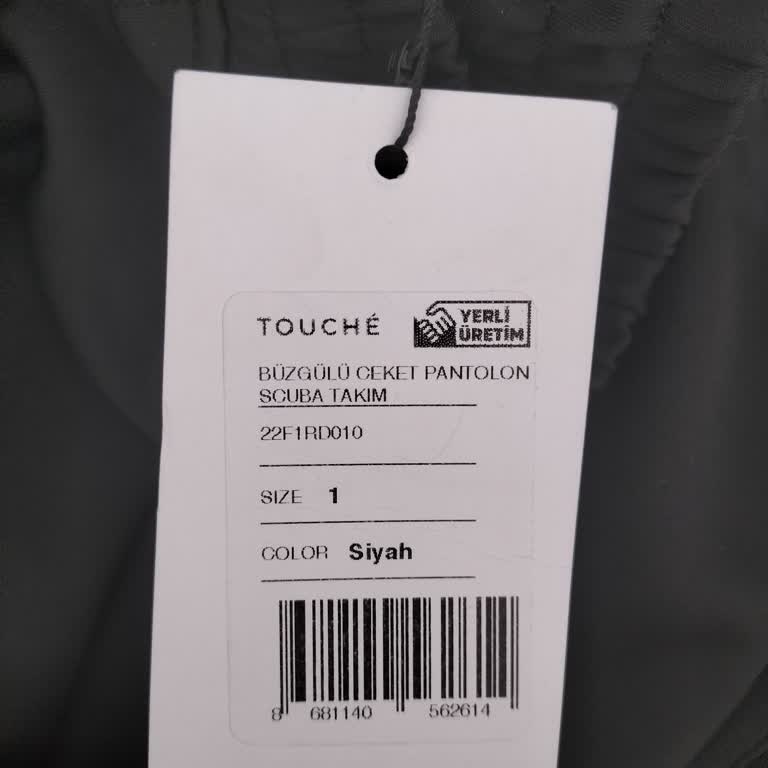 TOUCHÉ
YERLİ
ÜRETİM
BÜZGÜLÜ CEKET PANTOLON
SCUBA TAKIM
22F1RD010
SIZE 1
COLOR Siyah
8 681140 562614